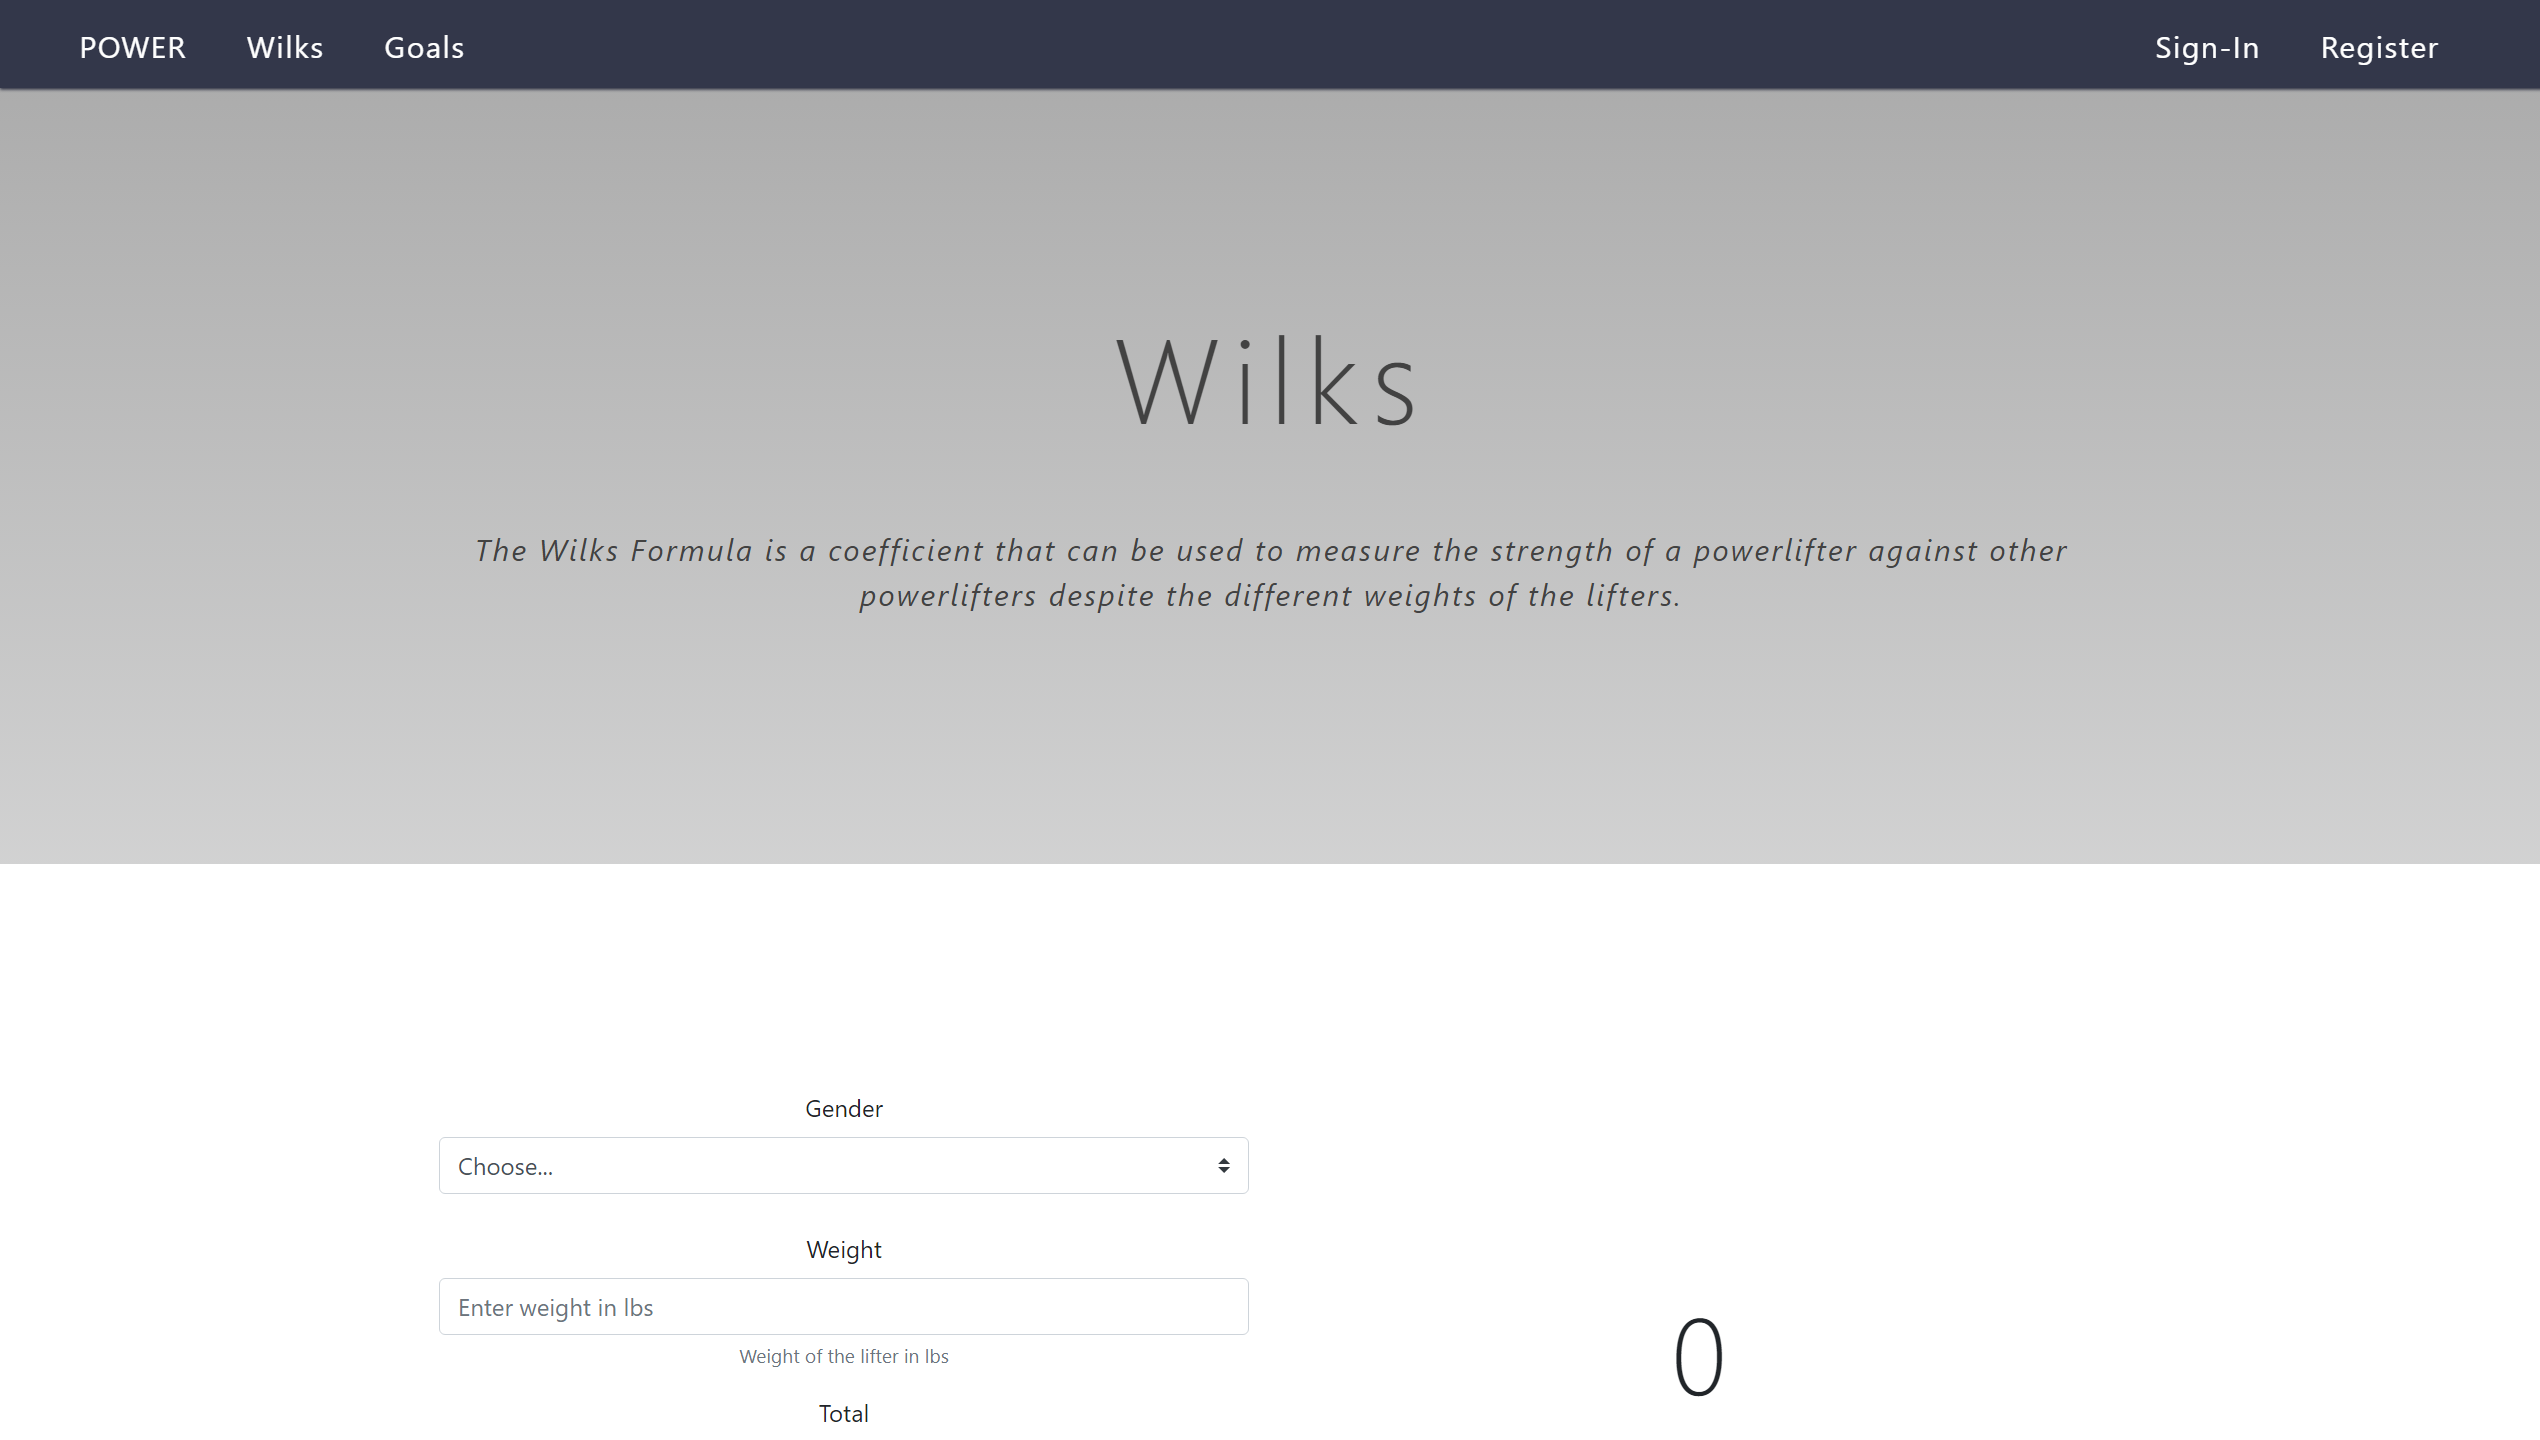 POWER Wilks Goals Sign-In Register
Wilks
The Wilks Formula is a coefficient that can be used to measure the strength of a powerlifter against other
powerlifters despite the different weights of the lifters.
Gender
Choose...
Weight
Enter weight in lbs
Weight of the lifter in lbs
0
Total